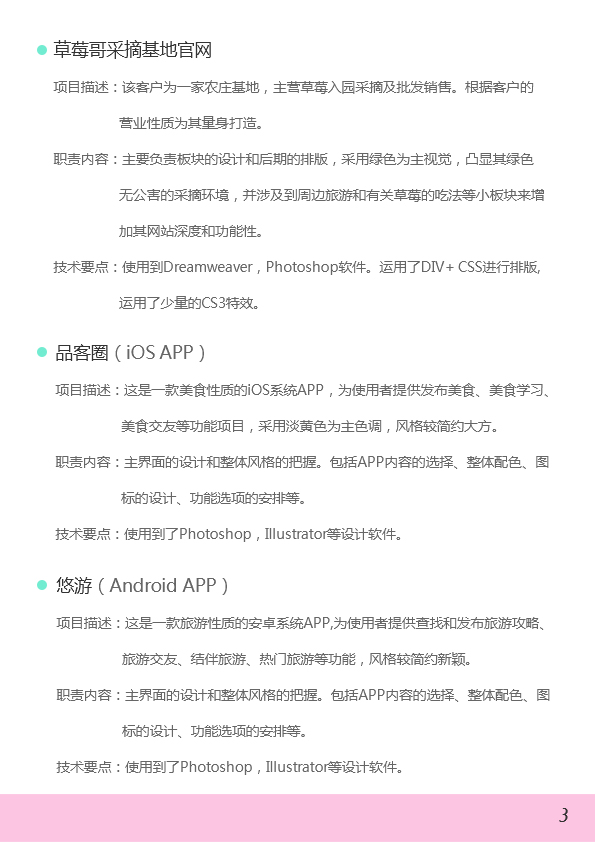 草莓哥采摘基地官网
项目描述：该客户为一家农庄基地，主营草莓入园采摘及批发销售。根据客户的
营业性质为其量身打造。
职责内容：主要负责板块的设计和后期的排版，采用绿色为主视觉，凸显其绿色
无公害的采摘环境，并涉及到周边旅游和有关草莓的吃法等小板块来增
加其网站深度和功能性。
技术要点：使用到Dreamweaver，Photoshop软件。运用了DIV+ CSS进行排版,
运用了少量的CS3特效。
品客圈（iOS APP）
项目描述：这是一款美食性质的iOS系统APP，为使用者提供发布美食、美食学习、
美食交友等功能项目，采用淡黄色为主色调，风格较简约大方。
职责内容：主界面的设计和整体风格的把握。包括APP内容的选择、整体配色、图
标的设计、功能选项的安排等。
技术要点：使用到了Photoshop，Illustrator等设计软件。
悠游（Android APP）
项目描述：这是一款旅游性质的安卓系统APP,为使用者提供查找和发布旅游攻略、
旅游交友、结伴旅游、热门旅游等功能，风格较简约新颖。
职责内容：主界面的设计和整体风格的把握。包括APP内容的选择、整体配色、图
标的设计、功能选项的安排等。
技术要点：使用到了Photoshop，Illustrator等设计软件。
3